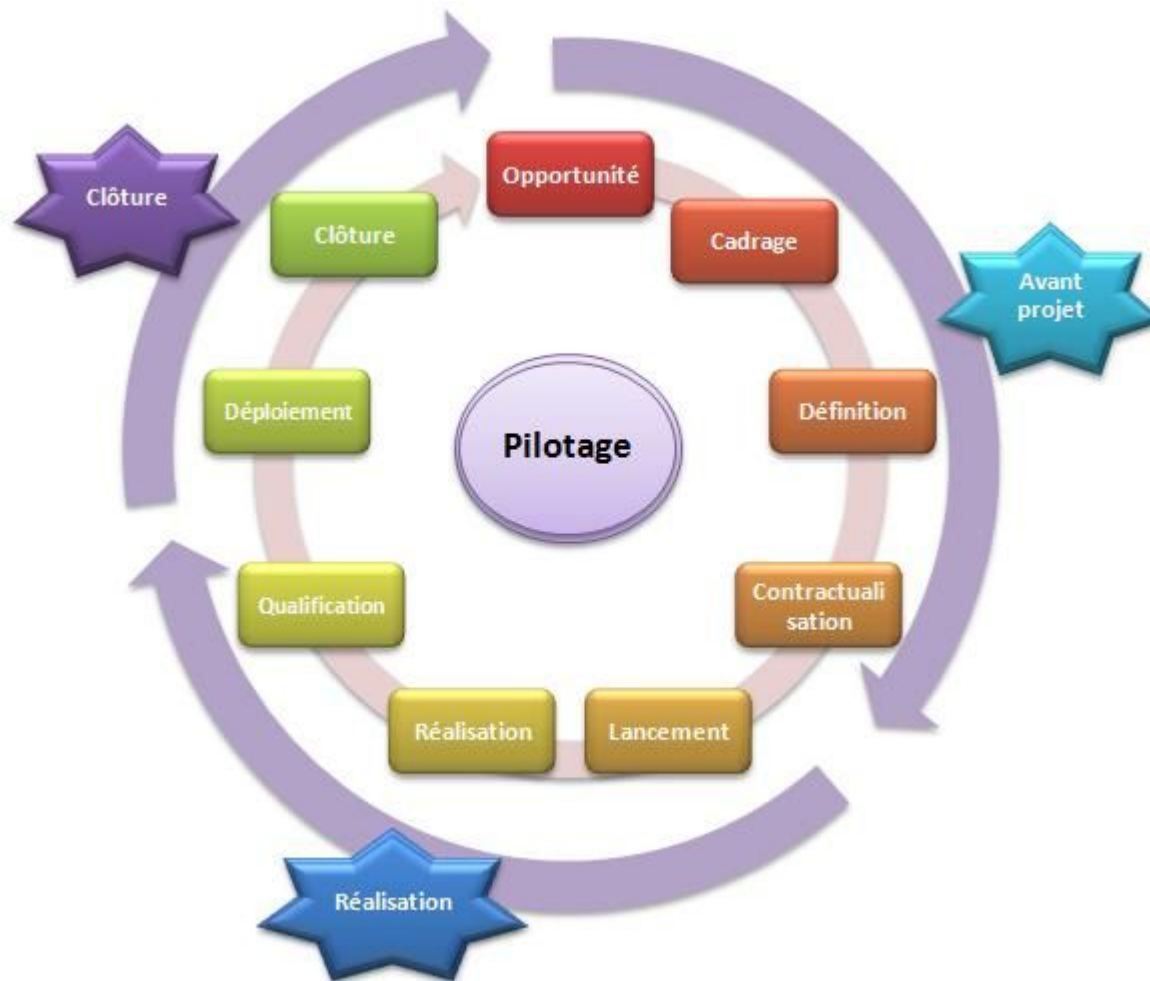 Opportunité
Cadrage
Définition
Contractuali
sation
Lancement
Réalisation
Qualification
Déploiement
Clôture
Pilotage
Avant
projet
Réalisation
Clôture